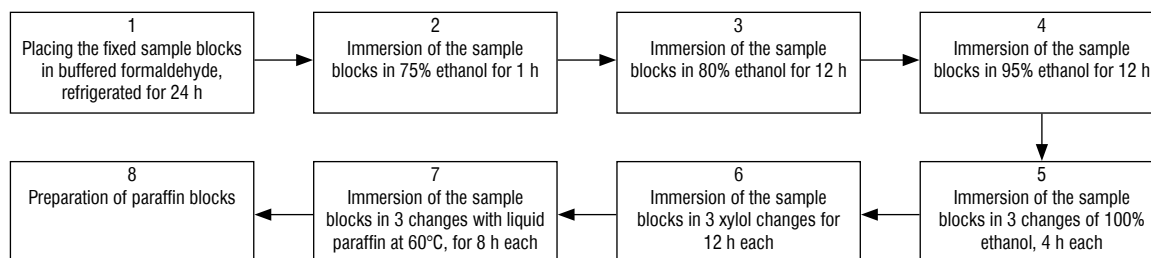 1
Placing the fixed sample blocks
in buffered formaldehyde,
refrigerated for 24 h
2
Immersion of the sample
blocks in 75% ethanol for 1 h
3
Immersion of the sample
blocks in 80% ethanol for 12 h
4
Immersion of the sample
blocks in 95% ethanol for 12 h
5
Immersion of the sample
blocks in 3 changes of 100%
ethanol, 4 h each
6
Immersion of the sample
blocks in 3 xylol changes for
12 h each
7
Immersion of the sample
blocks in 3 changes with liquid
paraffin at 60°C, for 8 h each
8
Preparation of paraffin blocks